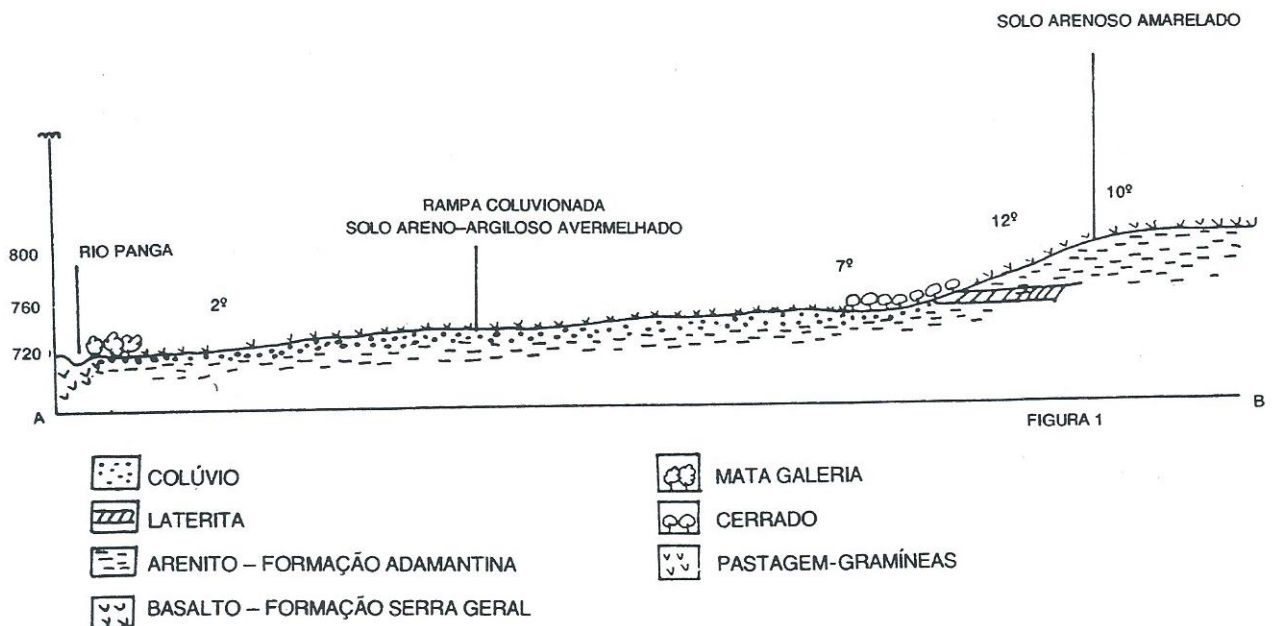 SOLO ARENOSO AMARELADO
10º
RAMPA COLUVIONADA
12º
SOLO ARENO-ARGILOSO AVERMELHADO
800
RIO PANGA
7º
760
2º
720
A
B
FIGURA 1
COLÚVIO
MATA GALERIA
LATERITA
CERRADO
ARENITO – FORMAÇÃO ADAMANTINA
PASTAGEM-GRAMÍNEAS
BASALTO – FORMAÇÃO SERRA GERAL